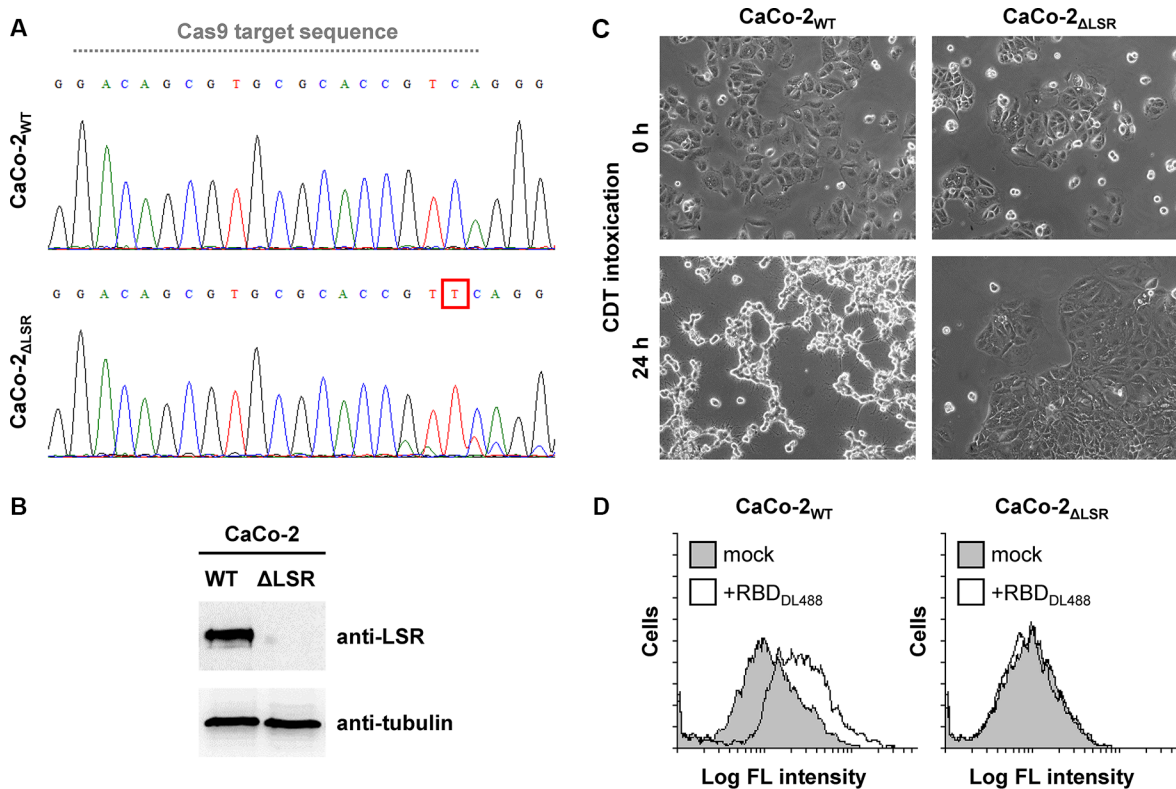 A
Cas9 target sequence
G G A C A G C G T G C G C A C C G T C A G G G
CaCo-2WT
G G A C A G C G T G C G C A C C G T T C A G G
CaCo-2ΔLSR
B
CaCo-2
WT ΔLSR
anti-LSR
anti-tubulin
C
CaCo-2WT CaCo-2ΔLSR
CDT intoxication
0 h
24 h
D
CaCo-2WT
mock
+RBDDL488
Cells
Log FL intensity
CaCo-2ΔLSR
mock
+RBDDL488
Cells
Log FL intensity